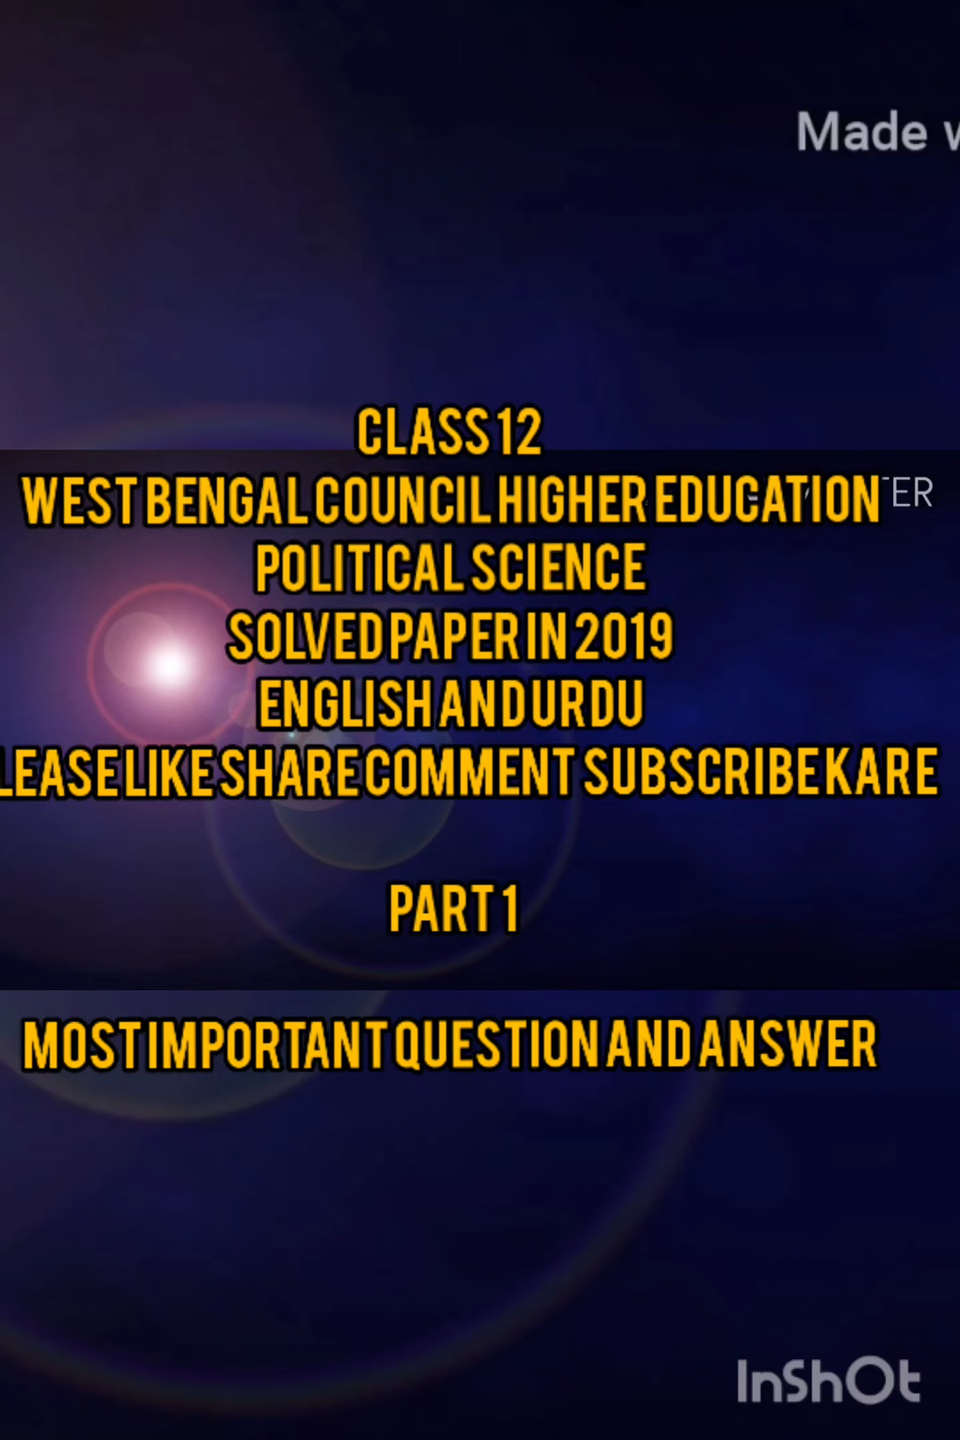 Made
CLASS 12
WEST BENGAL COUNCIL HIGHER EDUCATION
POLITICAL SCIENCE
SOLVED PAPER IN 2019
ENGLISH AND URDU
LEASE LIKE SHARE COMMENT SUBSCRIBE KARE
PART 1
MOST IMPORTANT QUESTION AND ANSWER
InShOt